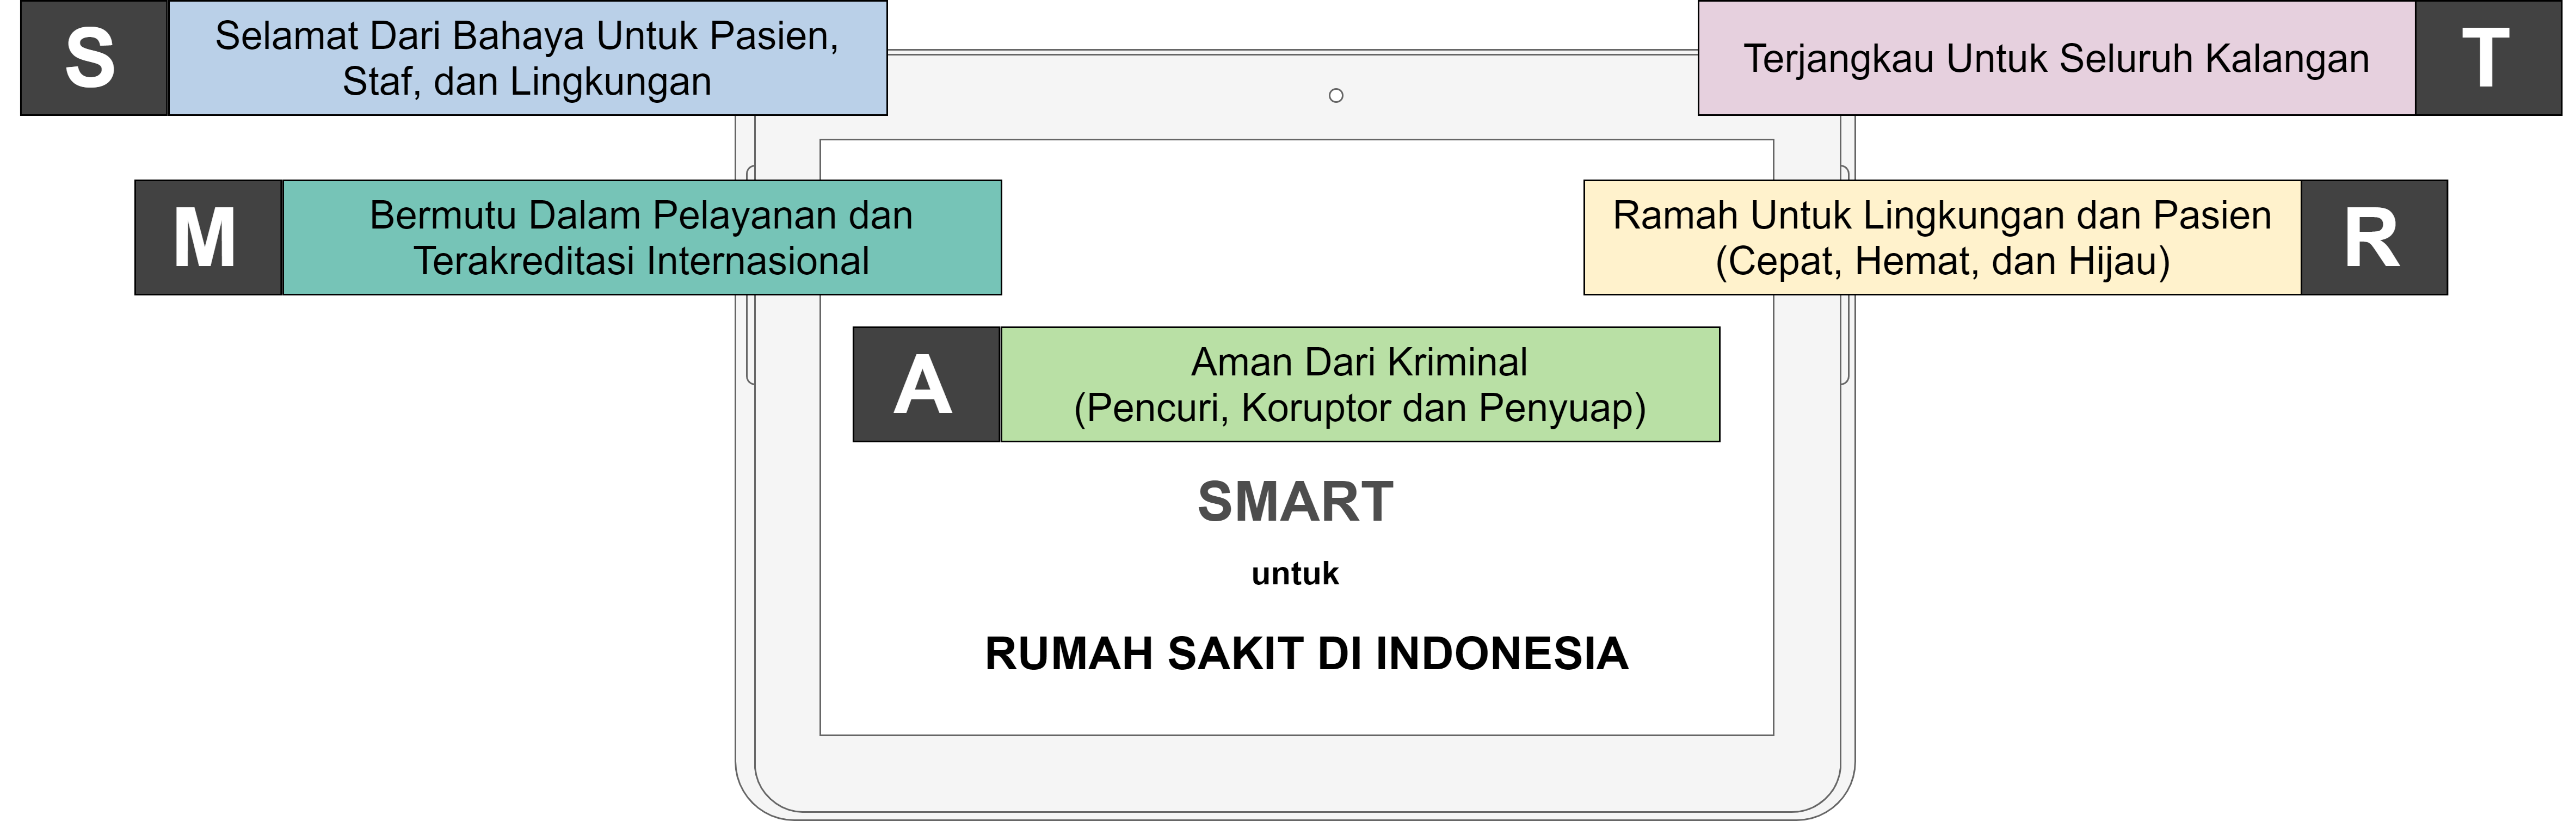 S
Selamat Dari Bahaya Untuk Pasien,
Staf, dan Lingkungan
M
Bermutu Dalam Pelayanan dan
Terakreditasi Internasional
A
Aman Dari Kriminal
(Pencuri, Koruptor dan Penyuap)
Ramah Untuk Lingkungan dan Pasien
(Cepat, Hemat, dan Hijau)
R
Terjangkau Untuk Seluruh Kalangan
T
SMART
untuk
RUMAH SAKIT DI INDONESIA